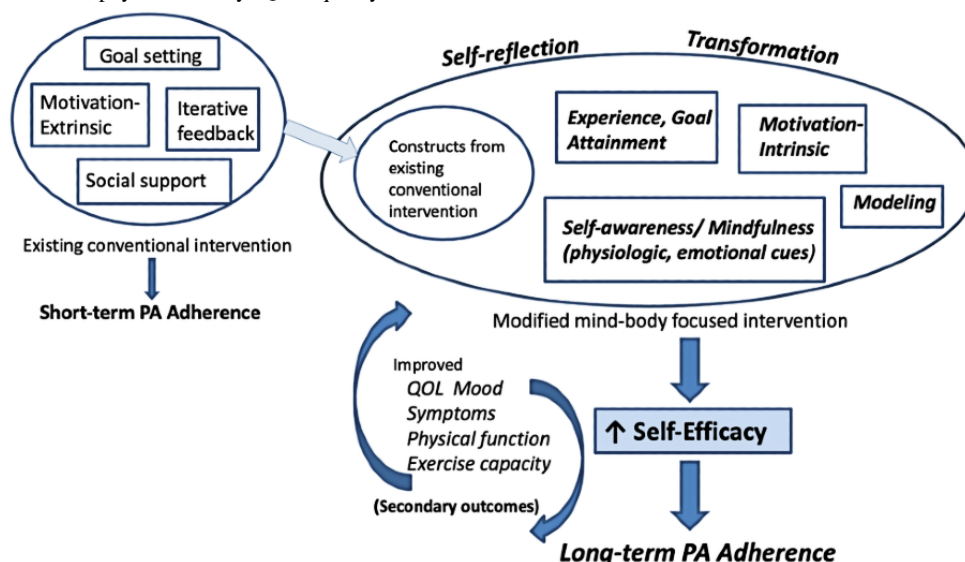 Goal setting
Motivation-
Extrinsic
Iterative
feedback
Social support
Existing conventional intervention
Short-term PA Adherence
Self-reflection
Transformation
Constructs from
existing
conventional
intervention
Experience, Goal
Attainment
Motivation-
Intrinsic
Modeling
Self-awareness/ Mindfulness
(physiologic, emotional cues)
Modified mind-body focused intervention
Improved
QOL Mood
Symptoms
Physical function
Exercise capacity
(Secondary outcomes)
↑ Self-Efficacy
Long-term PA Adherence